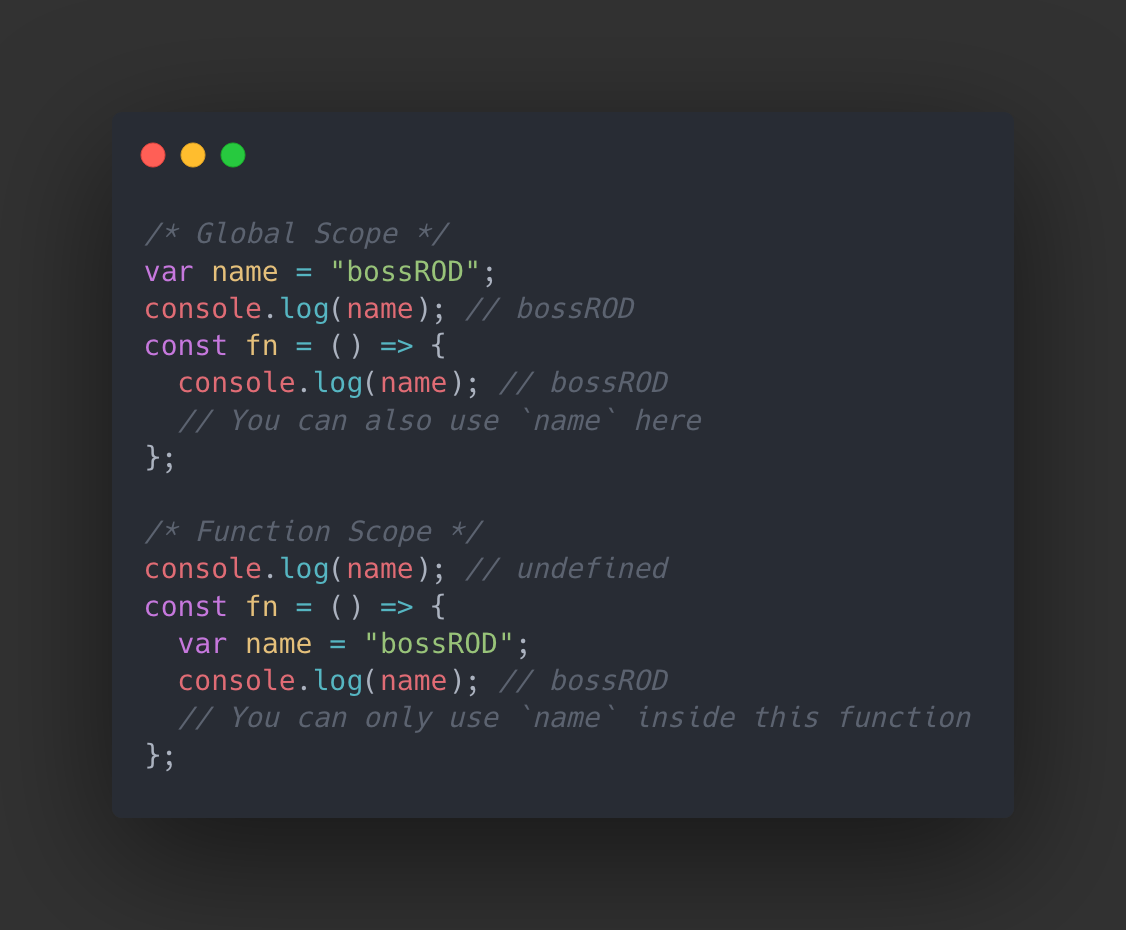 /* Global Scope */
var name = "bossROD";
console.log(name); // bossROD
const fn = () => {
  console.log(name); // bossROD
  // You can also use `name` here
};

/* Function Scope */
console.log(name); // undefined
const fn = () => {
  var name = "bossROD";
  console.log(name); // bossROD
  // You can only use `name` inside this function
};